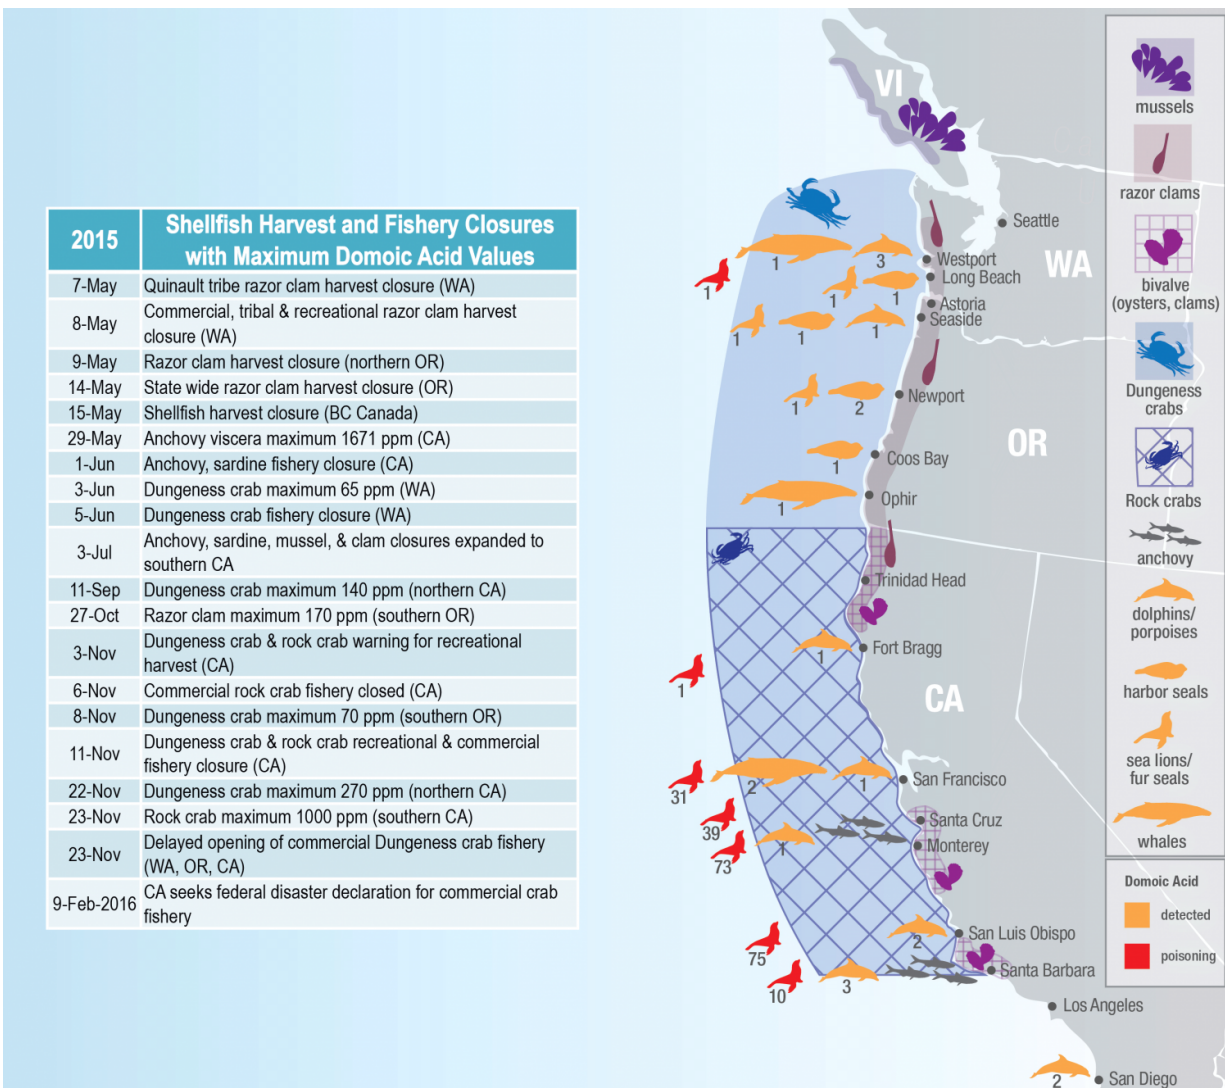 2015
Shellfish Harvest and Fishery Closures
with Maximum Domoic Acid Values
7-May
Quinault tribe razor clam harvest closure (WA)
8-May
Commercial, tribal & recreational razor clam harvest
closure (WA)
9-May
Razor clam harvest closure (northern OR)
14-May
State wide razor clam harvest closure (OR)
15-May
Shellfish harvest closure (BC Canada)
29-May
Anchovy viscera maximum 1671 ppm (CA)
1-Jun
Anchovy, sardine fishery closure (CA)
3-Jun
Dungeness crab maximum 65 ppm (WA)
5-Jun
Dungeness crab fishery closure (WA)
3-Jul
Anchovy, sardine, mussel, & clam closures expanded to
southern CA
11-Sep
Dungeness crab maximum 140 ppm (northern CA)
27-Oct
Razor clam maximum 170 ppm (southern OR)
3-Nov
Dungeness crab & rock crab warning for recreational
harvest (CA)
6-Nov
Commercial rock crab fishery closed (CA)
8-Nov
Dungeness crab maximum 70 ppm (southern OR)
11-Nov
Dungeness crab & rock crab recreational & commercial
fishery closure (CA)
22-Nov
Dungeness crab maximum 270 ppm (northern CA)
23-Nov
Rock crab maximum 1000 ppm (southern CA)
23-Nov
Delayed opening of commercial Dungeness crab fishery
(WA, OR, CA)
9-Feb-2016
CA seeks federal disaster declaration for commercial crab
fishery
VI
Seattle
WA
1
3
Westport
1
1
1
Long Beach
Astoria
1
1
1
Seaside
1
2
Newport
OR
1
Coos Bay
1
Ophir
Trinidad Head
1
Fort Bragg
1
CA
31
2
1
San Francisco
39
Santa Cruz
73
1
Monterey
75
2
San Luis Obispo
10
3
Santa Barbara
Los Angeles
2
San Diego
mussels
razor clams
bivalve
(oysters, clams)
Dungeness
crabs
Rock crabs
anchovy
dolphins/
porpoises
harbor seals
sea lions/
fur seals
whales
Domoic Acid
detected
poisoning